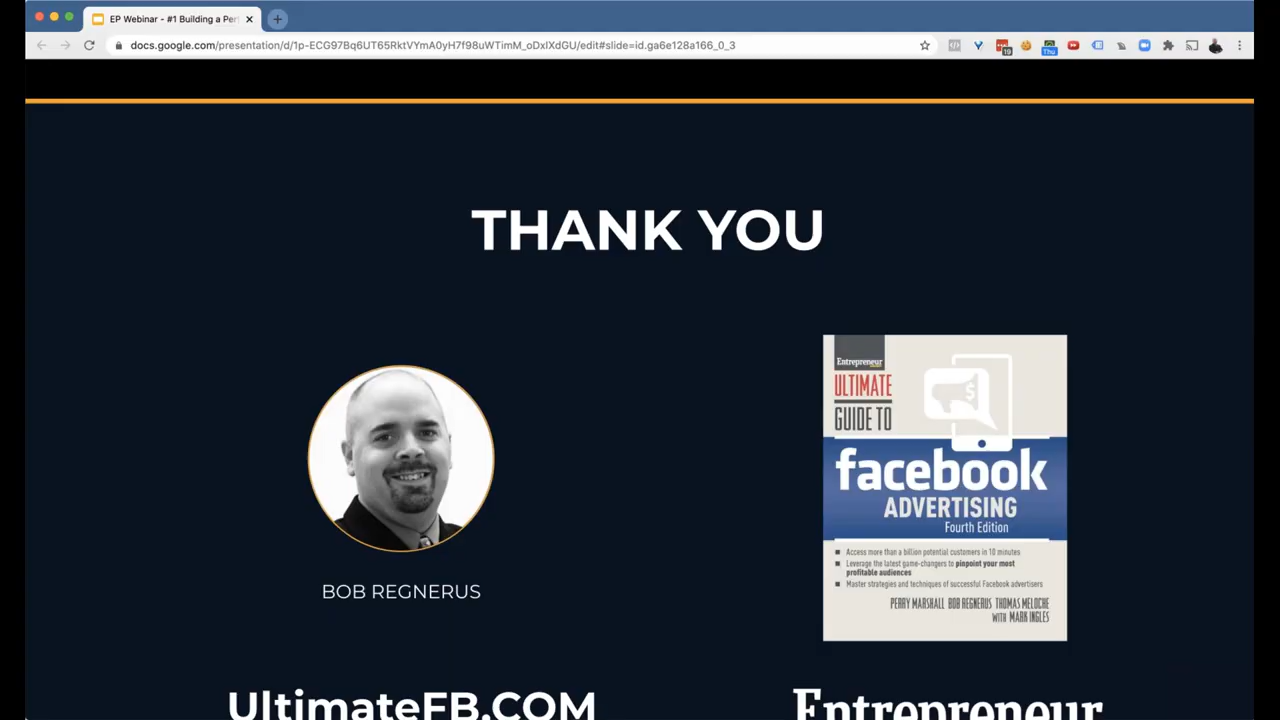 EP Webinar - #1 Building a Per
docs.google.com/presentation/d/1p-ECG97Bq6UT65RktVYmA0yH7f98uWTimM_oDxIXdGU/edit#slide=id.ga6e128a166_0_3
19
Thu
THANK YOU
BOB REGNERUS
UltimateFB.COM
Entrepreneur
ULTIMATE
GUIDE TO
$
facebook
ADVERTISING
Fourth Edition
Access more than a billion potential customers in 10 minutes
Leverage the latest game-changers to pinpoint your most
profitable audiences
Master strategies and techniques of successful Facebook advertisers
PERRY MARSHALL BOB REGNERUS THOMAS MELOCHE
WITH MARK INGLES
Entrepreneur